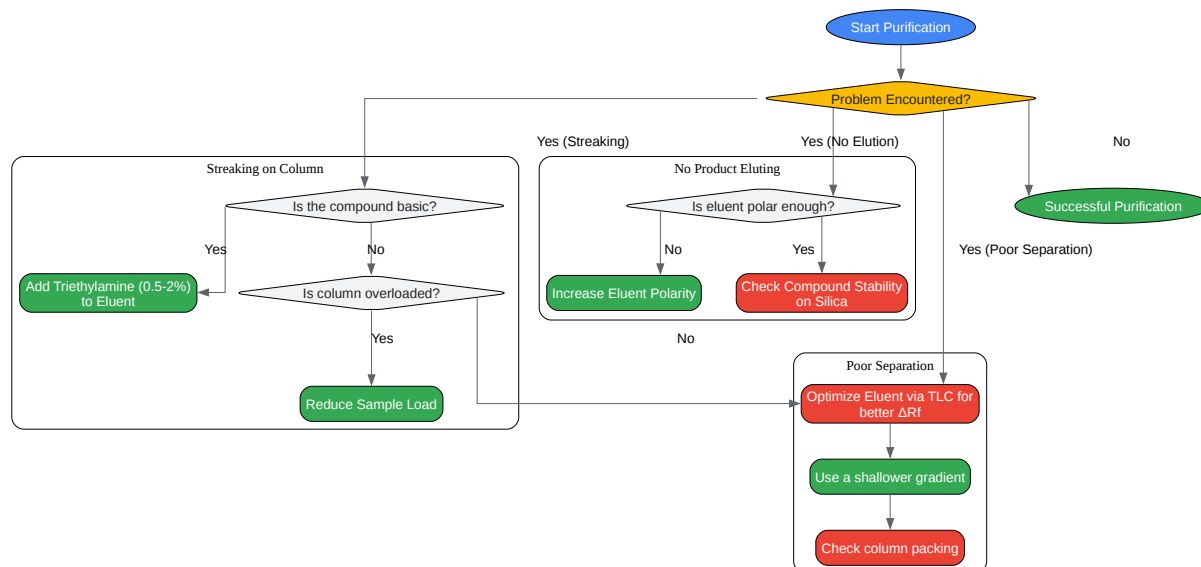 Start Purification
Problem Encountered?
Yes (Streaking)
Yes (No Elution)
No
Streaking on Column
No Product Eluting
Is the compound basic?
Is eluent polar enough?
Successful Purification
Yes
No
No
Yes
Yes (Poor Separation)
Add Triethylamine (0.5-2%)
to Eluent
Is column overloaded?
Increase Eluent Polarity
Check Compound Stability
on Silica
Yes
No
Poor Separation
Reduce Sample Load
Optimize Eluent via TLC for
better ΔRf
Use a shallower gradient
Check column packing